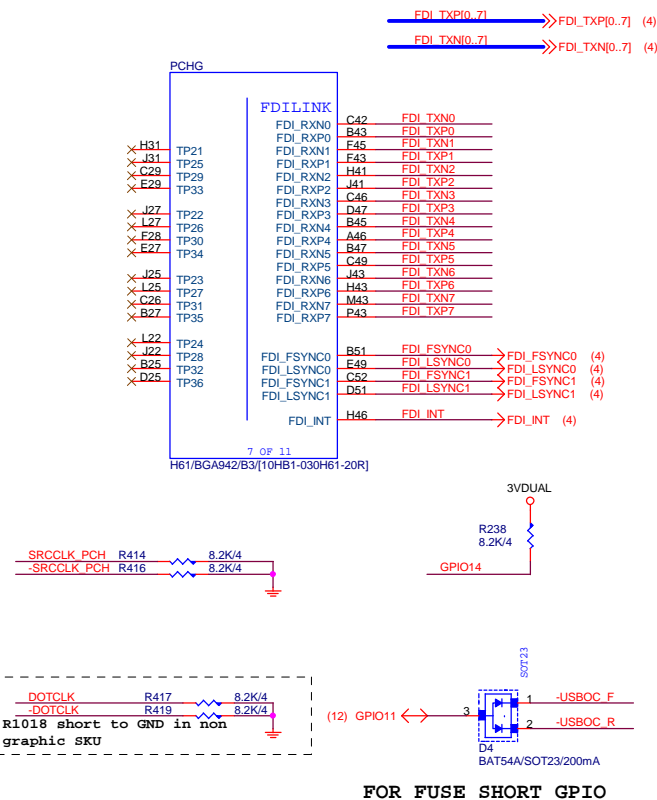 FDI_TXP[0..7] FDI_TXP[0..7] (4)
FDI_TXN[0..7] FDI_TXN[0..7] (4)
PCHG
FDILINK
H31 TP21
J31 TP25
C29 TP29
E29 TP33
J27 TP22
L27 TP26
F28 TP30
E27 TP34
J25 TP23
L25 TP27
C26 TP31
B27 TP35
L22 TP24
J22 TP28
B25 TP32
D25 TP36
FDI_RXN0 C42 FDI_TXN0
FDI_RXP0 B43 FDI_TXP0
FDI_RXN1 F45 FDI_TXN1
FDI_RXP1 F43 FDI_TXP1
FDI_RXN2 H41 FDI_TXN2
FDI_RXP2 J41 FDI_TXP2
FDI_RXN3 C46 FDI_TXN3
FDI_RXP3 D47 FDI_TXP3
FDI_RXN4 B45 FDI_TXN4
FDI_RXP4 A46 FDI_TXP4
FDI_RXN5 B47 FDI_TXN5
FDI_RXP5 C49 FDI_TXP5
FDI_RXN6 J43 FDI_TXN6
FDI_RXP6 H43 FDI_TXP6
FDI_RXN7 M43 FDI_TXN7
FDI_RXP7 P43 FDI_TXP7
FDI_FSYNC0 B51 FDI_FSYNC0 FDI_FSYNC0 (4)
FDI_LSYNC0 E49 FDI_LSYNC0 FDI_LSYNC0 (4)
FDI_FSYNC1 C52 FDI_FSYNC1 FDI_FSYNC1 (4)
FDI_LSYNC1 D51 FDI_LSYNC1 FDI_LSYNC1 (4)
FDI_INT H46 FDI_INT FDI_INT (4)
7 OF 11
H61/BGA942/B3/[10HB1-030H61-20R]
3VDUAL
R238
8.2K/4
GPIO14
SRCCLK_PCH R414 8.2K/4
-SRCCLK_PCH R416 8.2K/4
DOTCLK R417 8.2K/4
-DOTCLK R419 8.2K/4
R1018 short to GND in non
graphic SKU
SOT23
(12) GPIO11 3
1 -USBOC_F
2 -USBOC_R
D4
BAT54A/SOT23/200mA
FOR FUSE SHORT GPIO